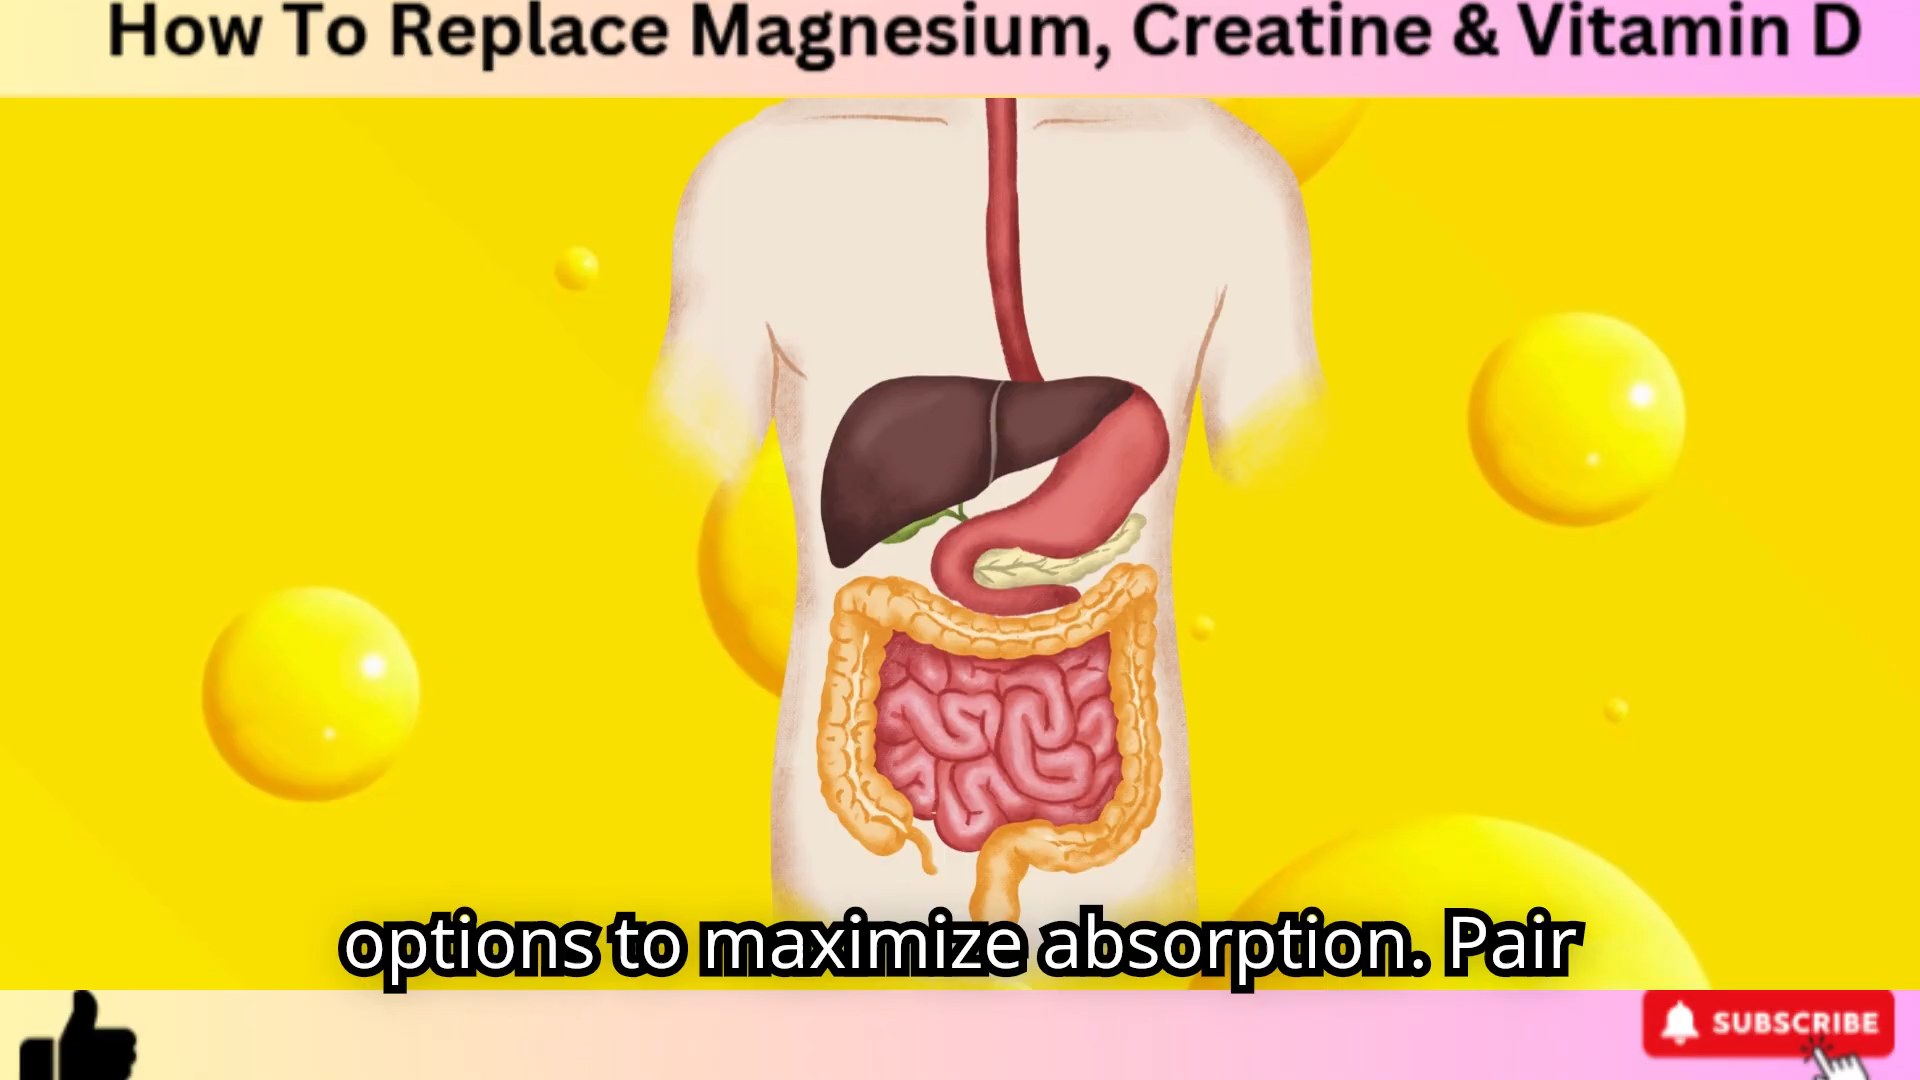 How To Replace Magnesium, Creatine & Vitamin D
options to maximize absorption. Pair
SUBSCRIBE